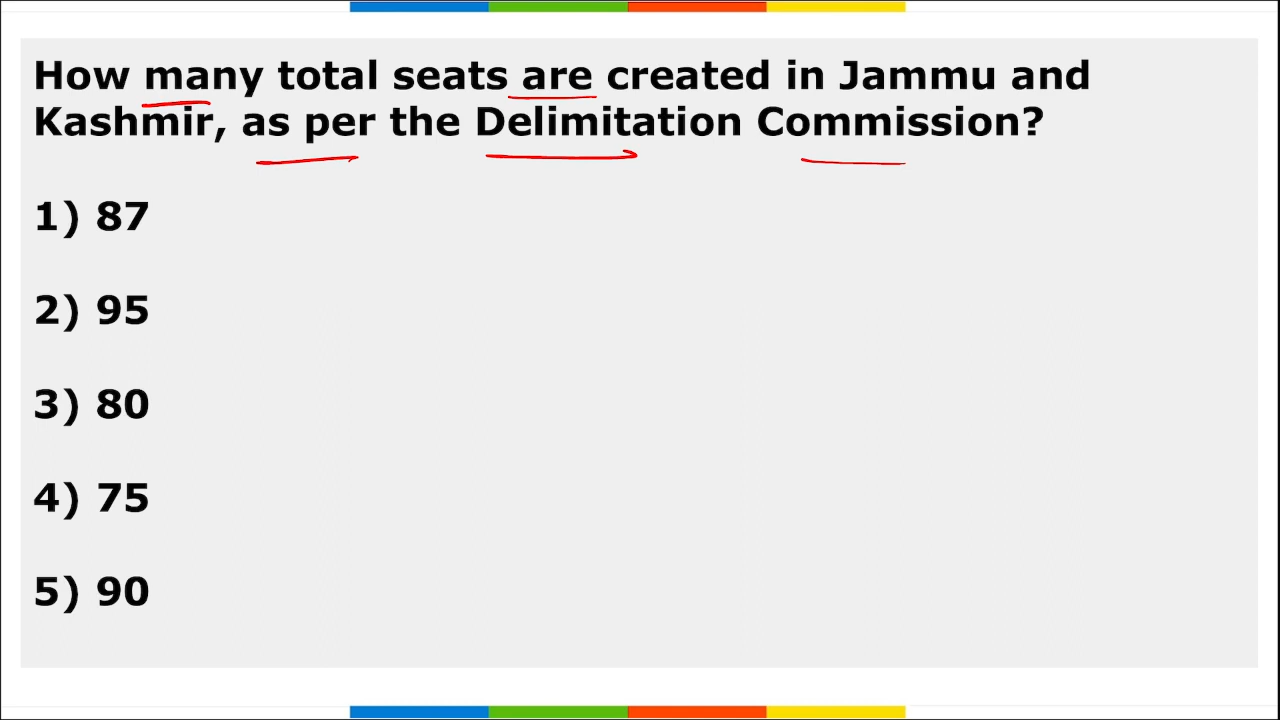 How many total seats are created in Jammu and
Kashmir, as per the Delimitation Commission?
1) 87
2) 95
3) 80
4) 75
5) 90